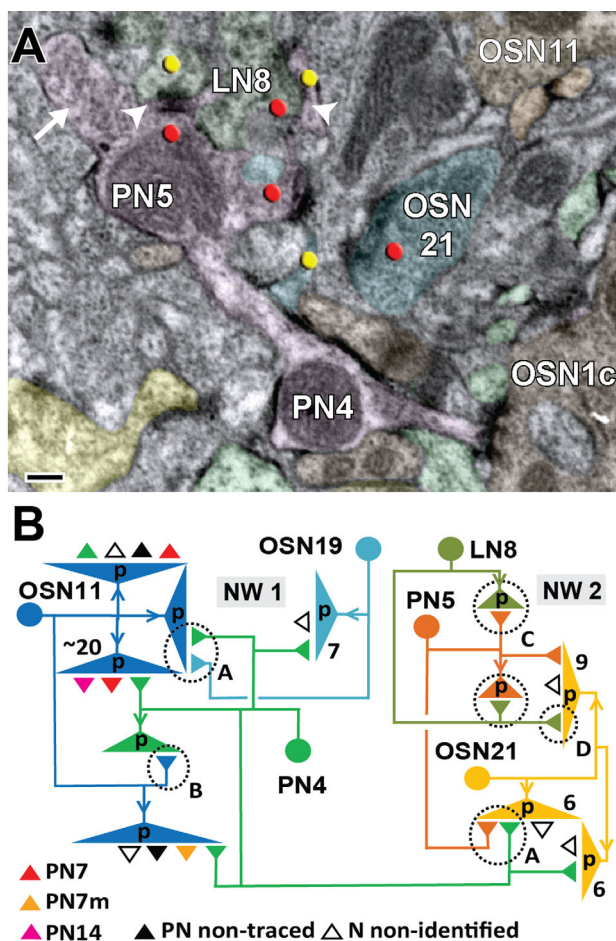 A
LN8
OSN11
PN5
OSN
21
PN4
OSN1c
B
OSN19
LN8
OSN11
p
NW 1
PN5
NW 2
p
p
p
~20
7
C
9
p
A
p
p
p
D
OSN21
p
B
PN4
6
p
p
p
A
6
PN7
PN7m
PN14
PN non-traced
N non-identified